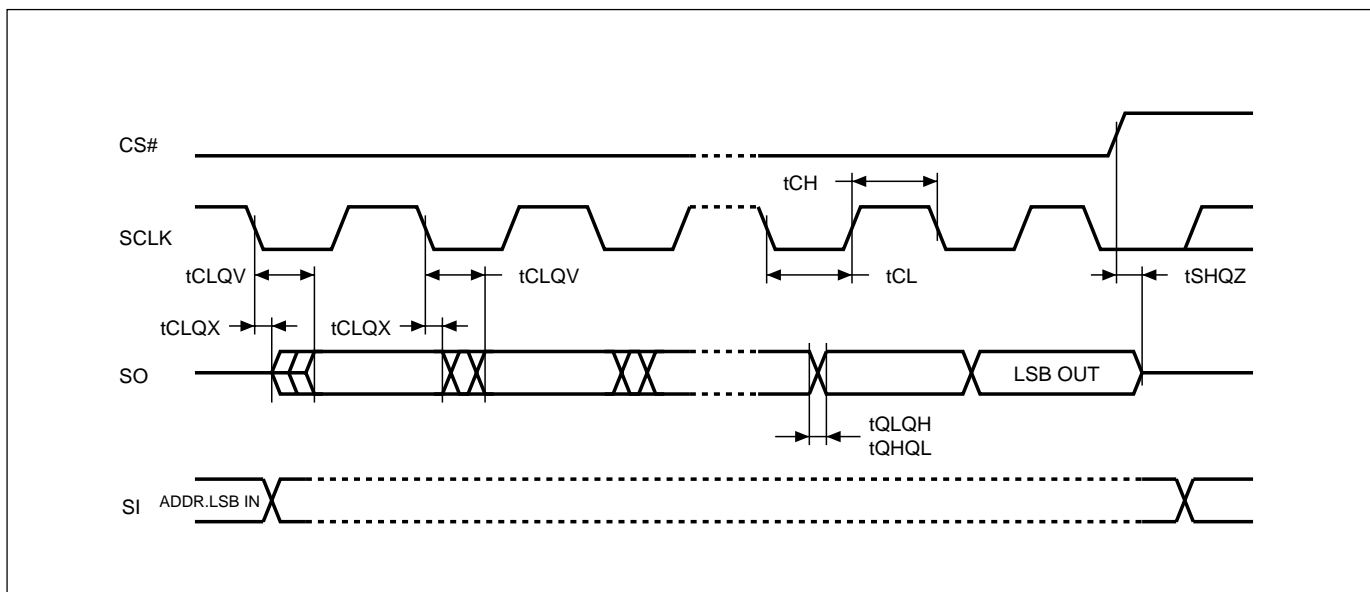 CS#
tCH
SCLK
tCLQV
tCLQV
tCL
tSHQZ
tCLQX
tCLQX
SO
LSB OUT
tQLQH
tQHQL
SI
ADDR.LSB IN